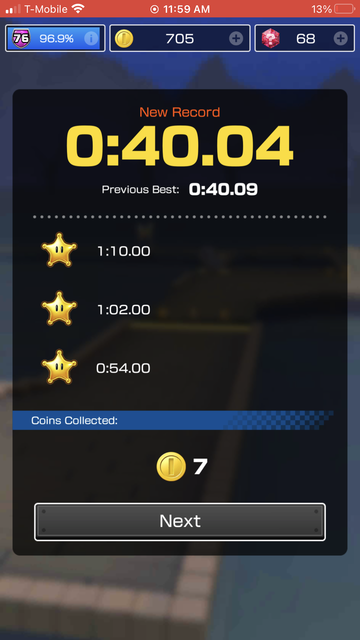 T-Mobile 11:59 AM 13%
76 96.9% i 705 + 68 +
New Record
0:40.04
Previous Best: 0:40.09
1:10.00
1:02.00
0:54.00
Coins Collected:
7
Next